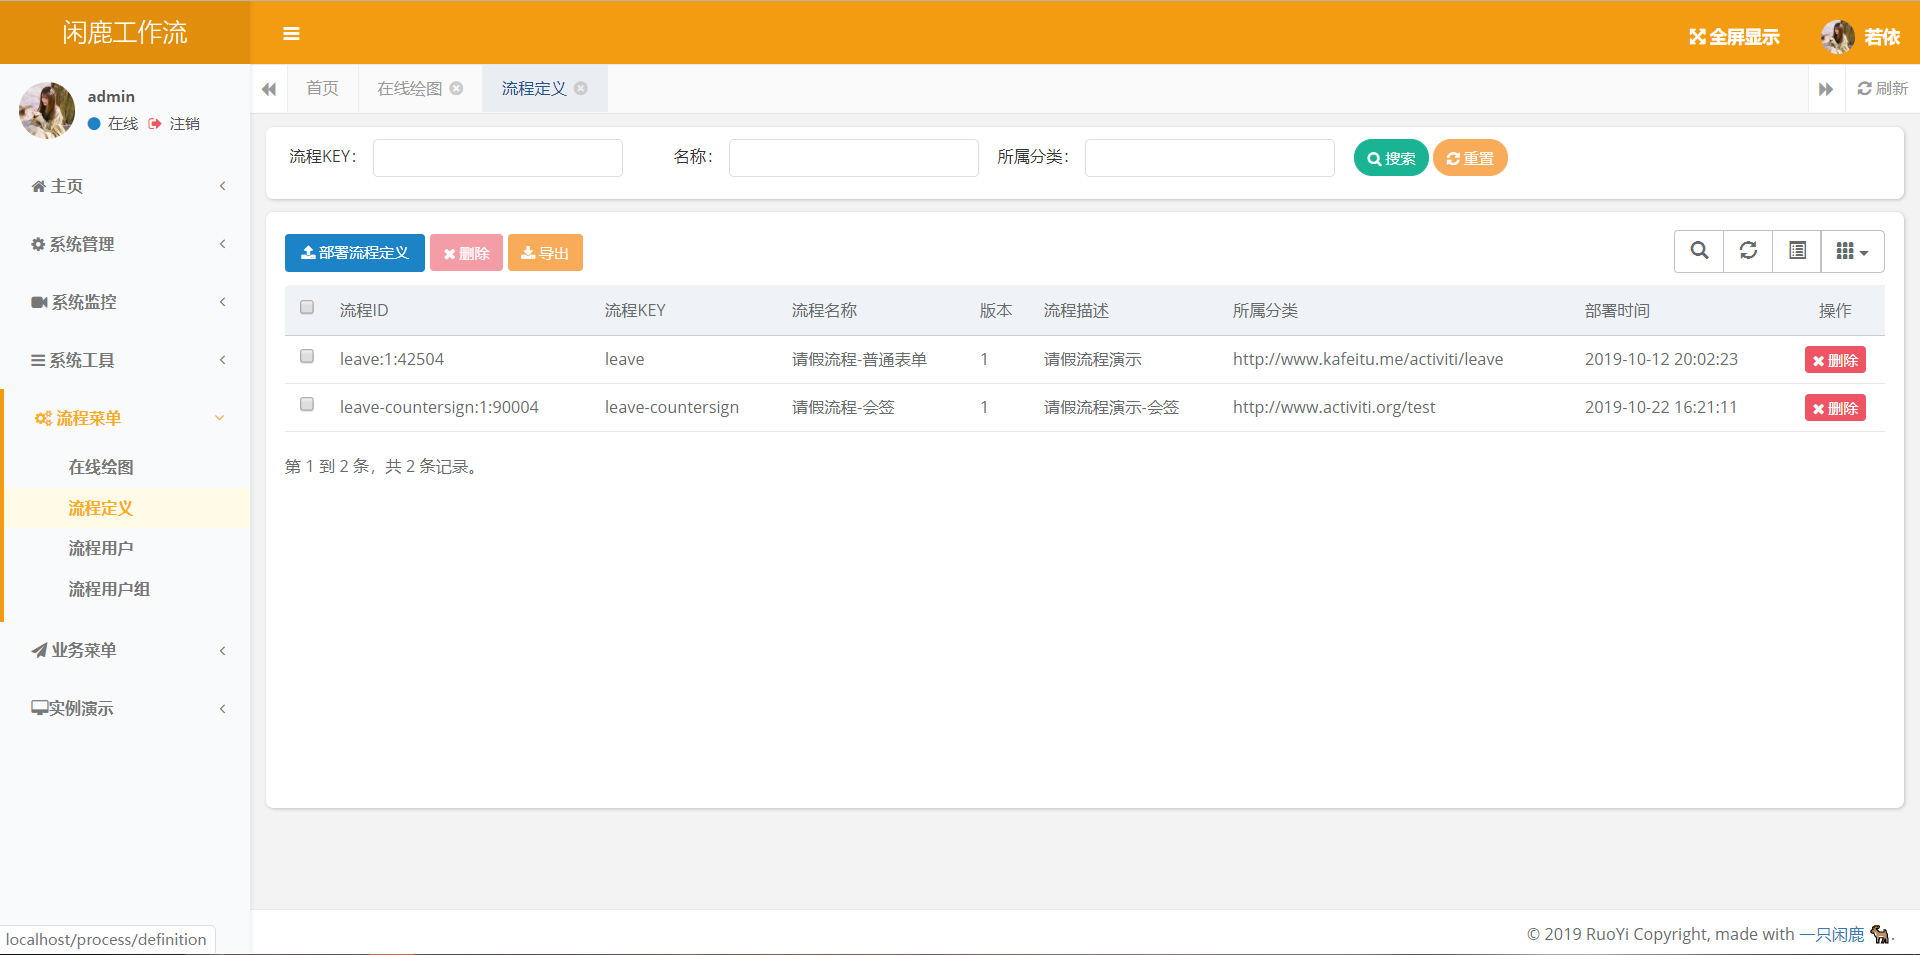 闲鹿工作流
全屏显示 若依
admin
在线 注销
首页 在线绘图 流程定义 刷新
主页
系统管理
系统监控
系统工具
流程菜单
在线绘图
流程定义
流程用户
流程用户组
业务菜单
实例演示
流程KEY： 名称： 所属分类： 搜索 重置
部署流程定义 删除 导出
流程ID 流程KEY 流程名称 版本 流程描述 所属分类 部署时间 操作
leave:1:42504 leave 请假流程-普通表单 1 请假流程演示 http://www.kafeitu.me/activiti/leave 2019-10-12 20:02:23 删除
leave-countersign:1:90004 leave-countersign 请假流程-会签 1 请假流程演示-会签 http://www.activiti.org/test 2019-10-22 16:21:11 删除
第 1 到 2 条，共 2 条记录。
© 2019 RuoYi Copyright, made with 一只闲鹿 .
localhost/process/definition